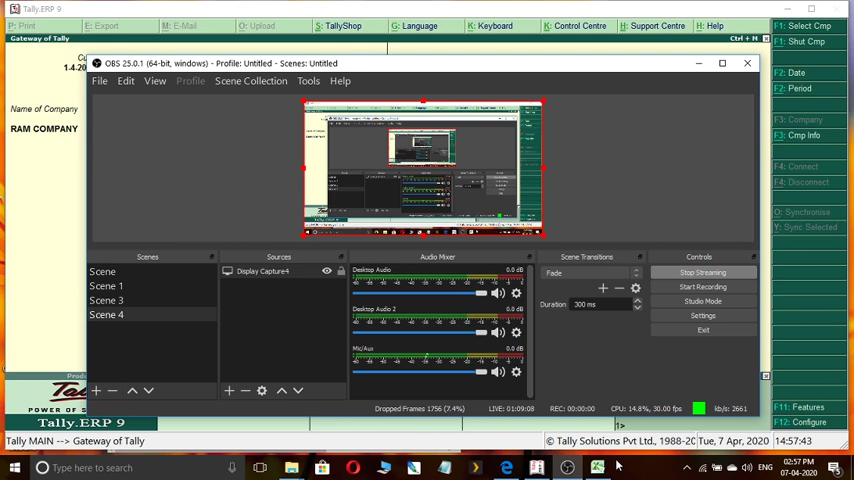 Tally.ERP 9
P: Print E: Export M: E-Mail O: Upload S: TallyShop G: Language K: Keyboard K: Control Centre H: Support Centre H: Help
F1: Select Cmp
F1: Shut Cmp
Gateway of Tally Ctrl + M
1-4-20
Name of Company
RAM COMPANY
OBS 25.0.1 (64-bit, windows) - Profile: Untitled - Scenes: Untitled
File Edit View Profile Scene Collection Tools Help
F2: Date
F2: Period
F3: Company
F3: Cmp Info
F4: Connect
F4: Disconnect
O: Synchronise
Y: Sync Selected
Scenes
Scene
Scene 1
Scene 3
Scene 4
Sources
Display Capture4
Audio Mixer
Desktop Audio 0.0 dB
Desktop Audio 2 0.0 dB
Mic/Aux 0.0 dB
Scene Transitions
Fade
Duration 300 ms
Controls
Stop Streaming
Start Recording
Studio Mode
Settings
Exit
Dropped Frames 1756 (7.4%) LIVE: 01:09:08 REC: 00:00:00 CPU: 14.8%, 30.00 fps kb/s: 2661
POWER OF S
Tally.ERP 9
1>
F11: Features
F12: Configure
Tally MAIN --> Gateway of Tally © Tally Solutions Pvt Ltd., 1988-20 Tue, 7 Apr, 2020 14:57:43
Type here to search
ENG 02:57 PM
07-04-2020